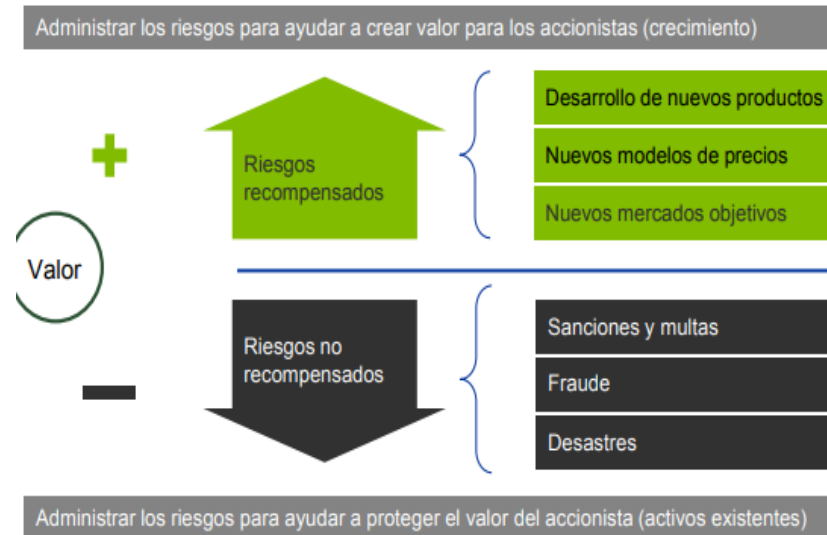 Administrar los riesgos para ayudar a crear valor para los accionistas (crecimiento)
+
Riesgos
recompensados
Desarrollo de nuevos productos
Nuevos modelos de precios
Nuevos mercados objetivos
Valor
Riesgos no
recompensados
Sanciones y multas
Fraude
Desastres
Administrar los riesgos para ayudar a proteger el valor del accionista (activos existentes)